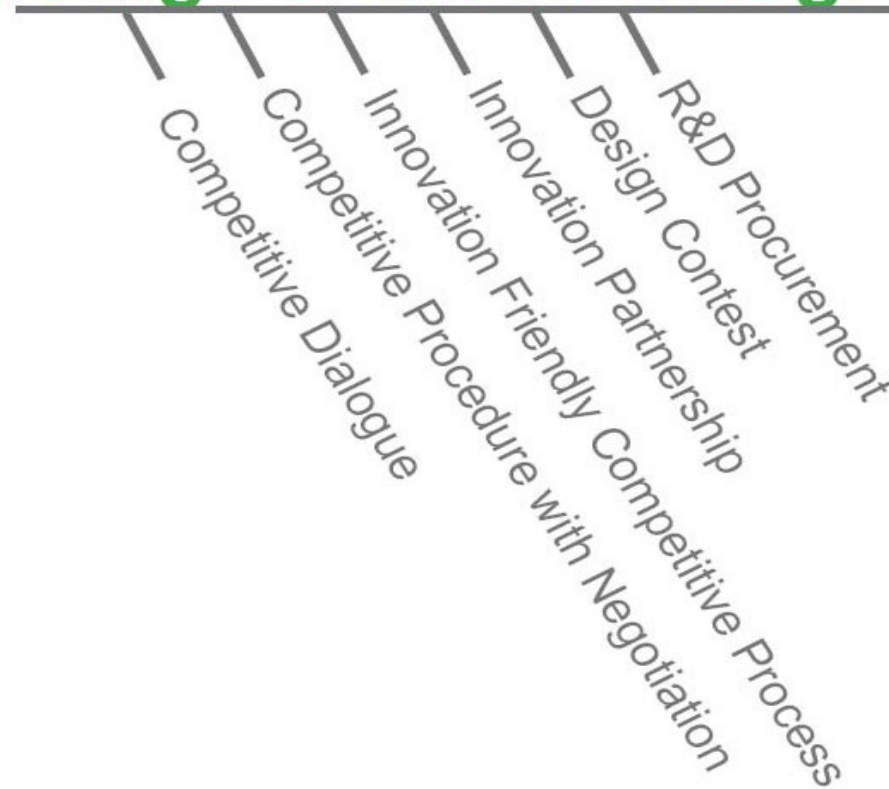 Competitive Dialogue
Competitive Procedure with Negotiation
Innovation Friendly Competitive Process
Innovation Partnership
Design Contest
R&D Procurement